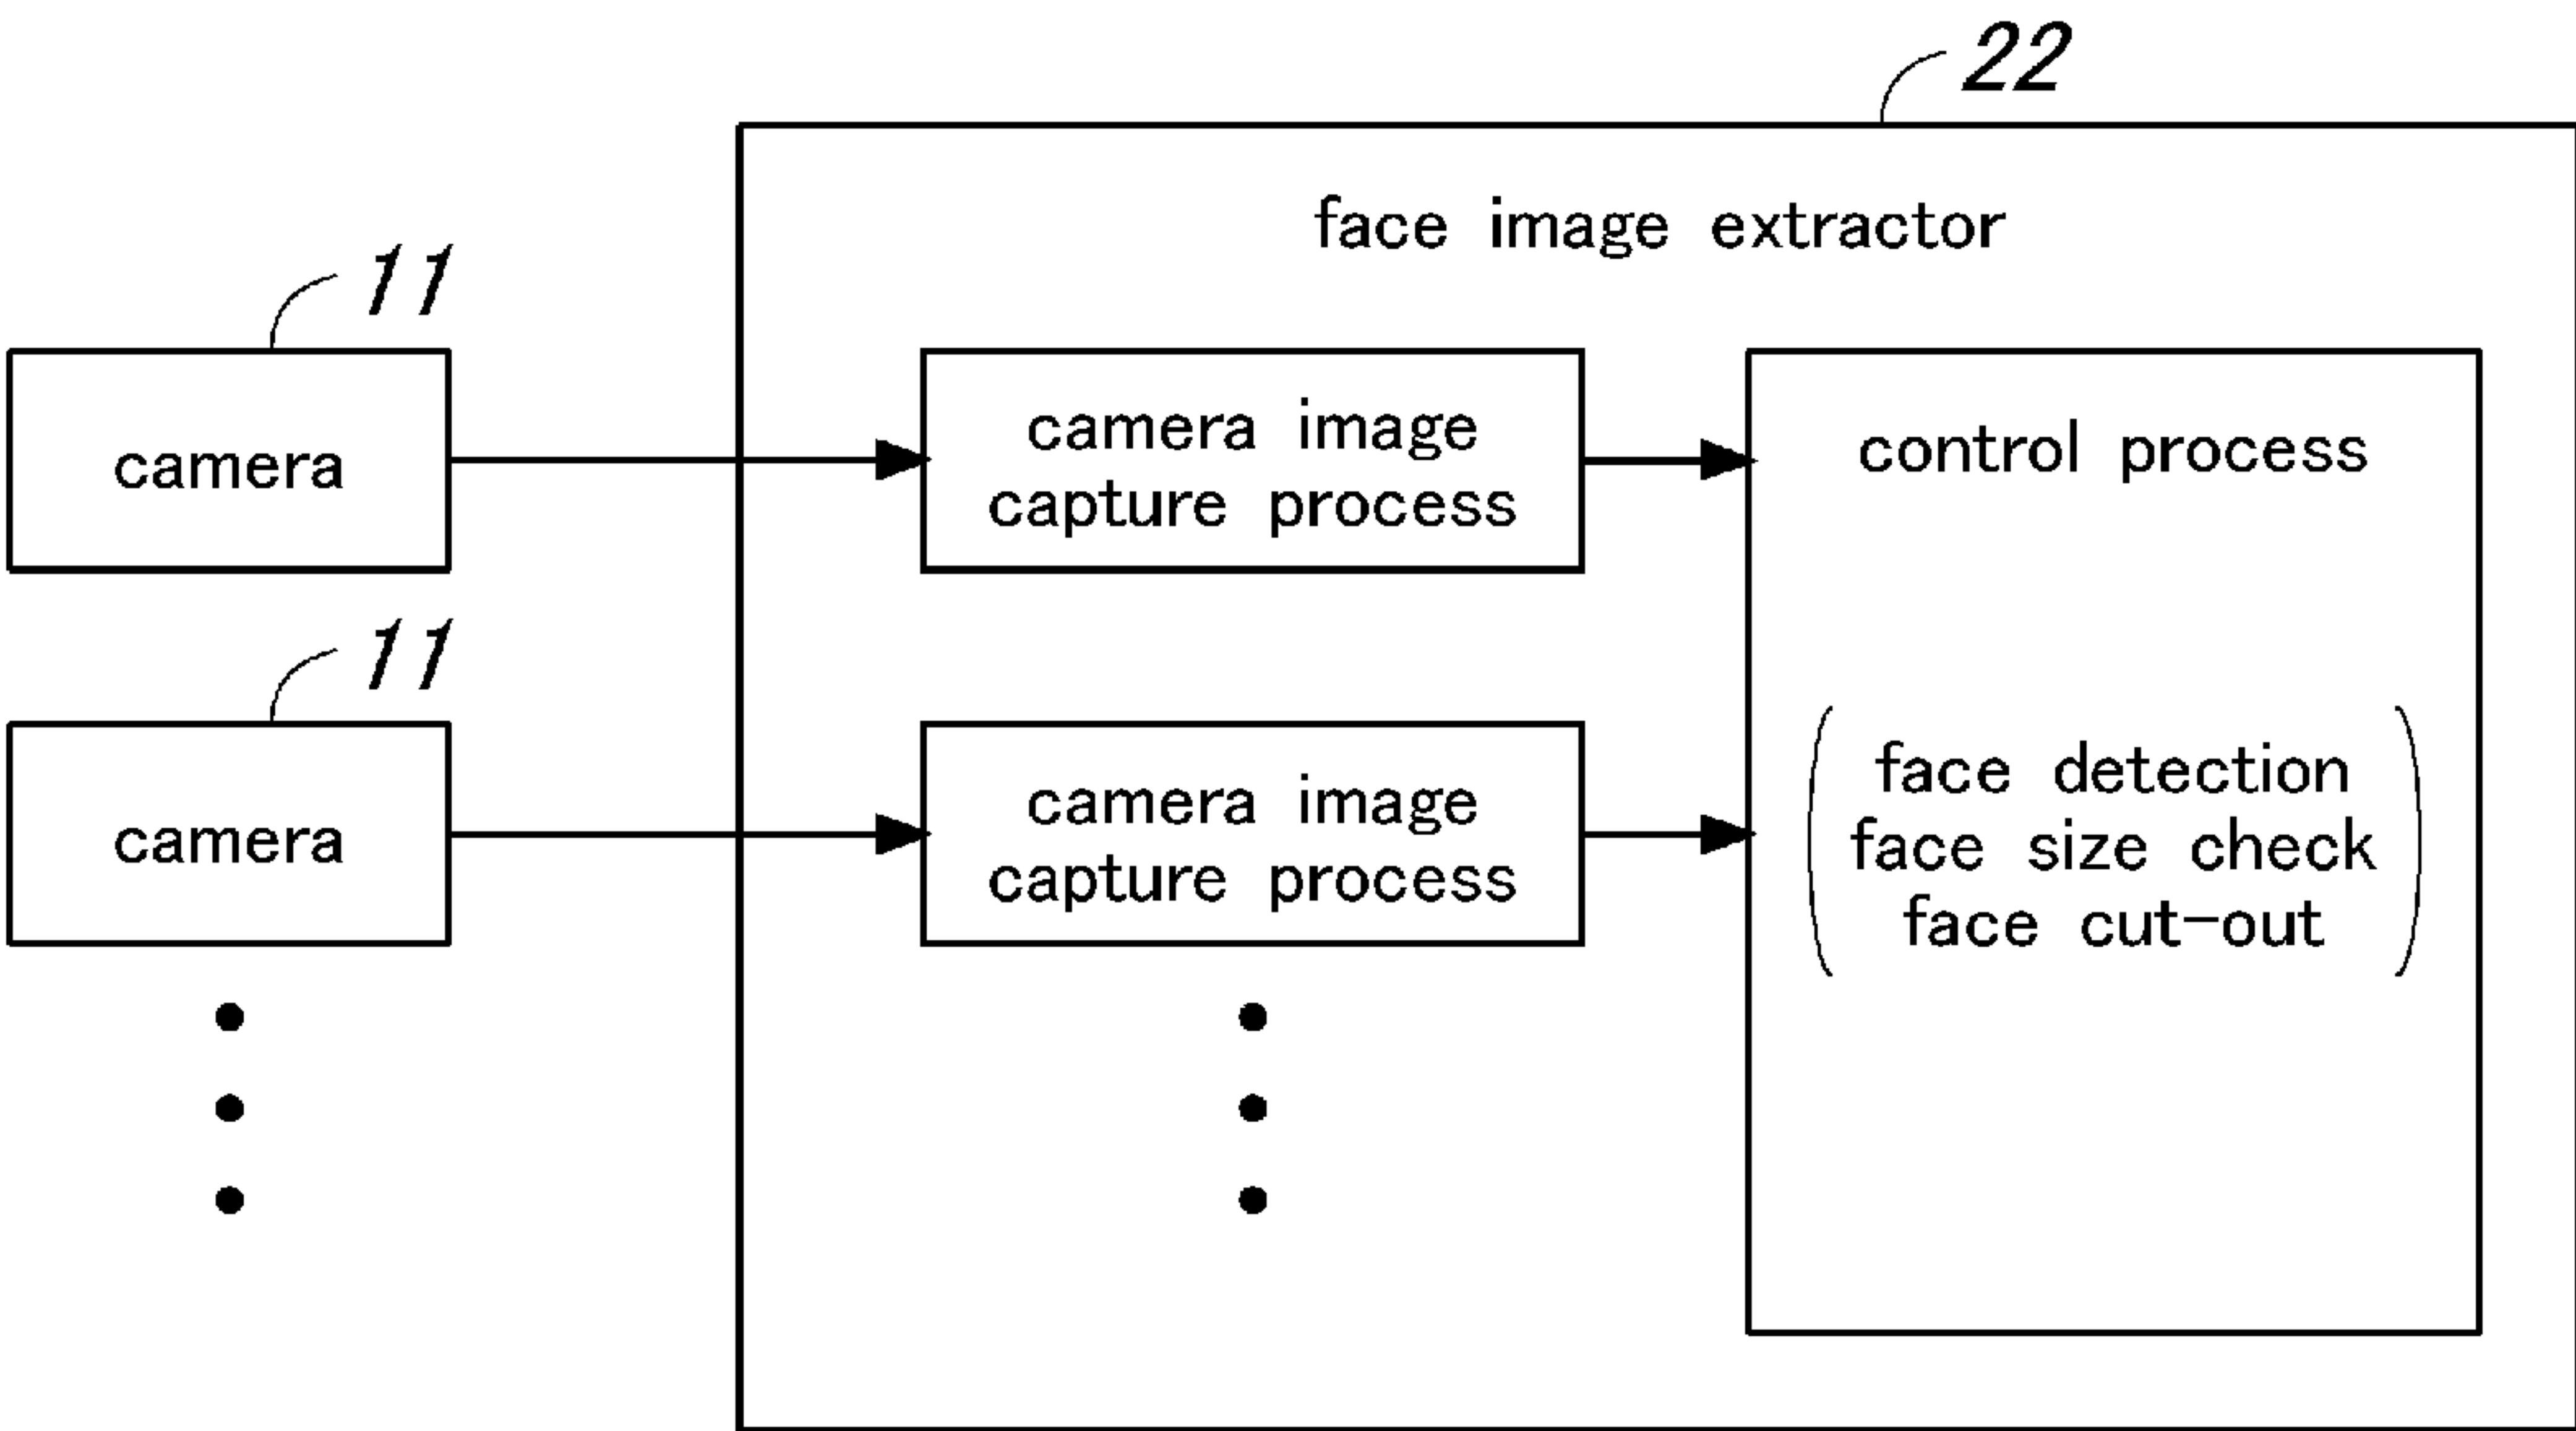 22
face image extractor
11
camera
camera image
capture process
control process
11
camera
camera image
capture process
face detection
face size check
face cut-out